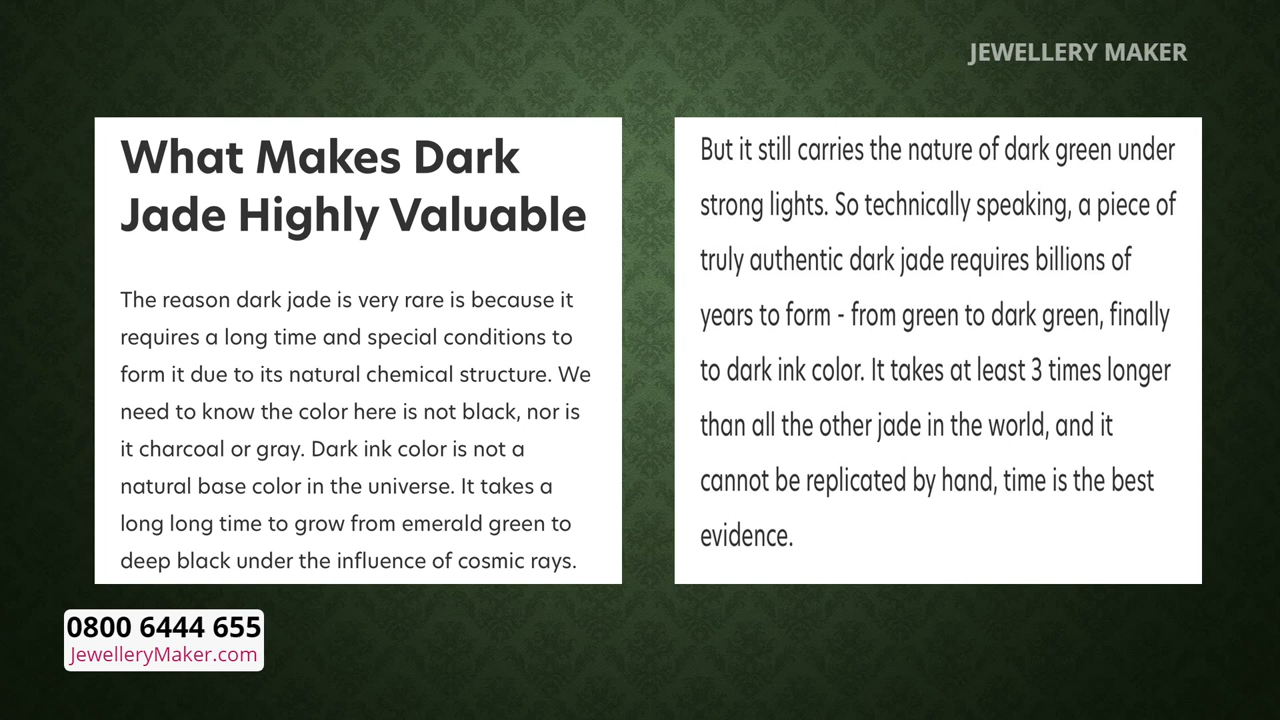 JEWELLERY MAKER
What Makes Dark
Jade Highly Valuable
The reason dark jade is very rare is because it
requires a long time and special conditions to
form it due to its natural chemical structure. We
need to know the color here is not black, nor is
it charcoal or gray. Dark ink color is not a
natural base color in the universe. It takes a
long long time to grow from emerald green to
deep black under the influence of cosmic rays.
But it still carries the nature of dark green under
strong lights. So technically speaking, a piece of
truly authentic dark jade requires billions of
years to form - from green to dark green, finally
to dark ink color. It takes at least 3 times longer
than all the other jade in the world, and it
cannot be replicated by hand, time is the best
evidence.
0800 6444 655
JewelleryMaker.com